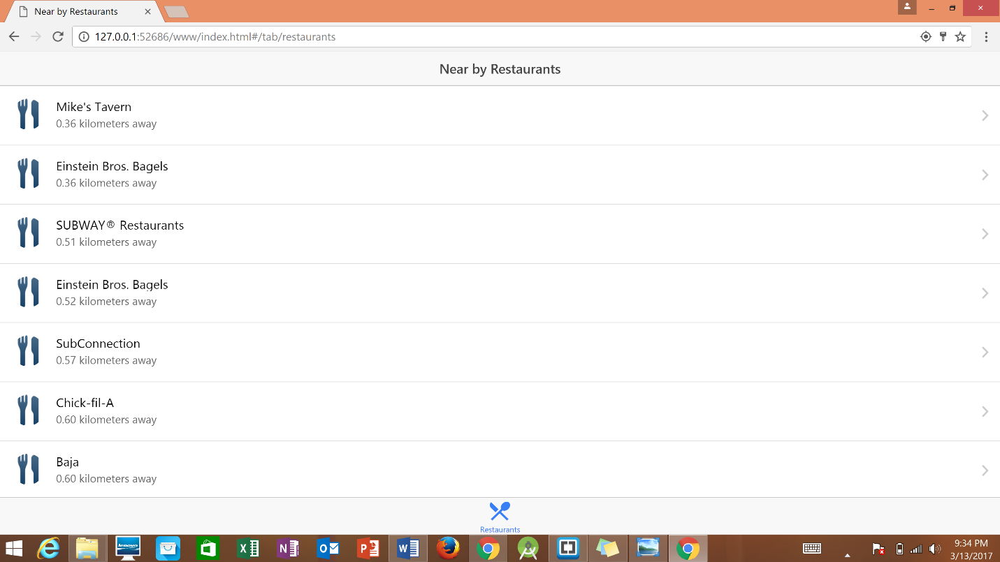 Near by Restaurants
127.0.0.1:52686/www/index.html#/tab/restaurants
Near by Restaurants
Mike's Tavern
0.36 kilometers away
Einstein Bros. Bagels
0.36 kilometers away
SUBWAY® Restaurants
0.51 kilometers away
Einstein Bros. Bagels
0.52 kilometers away
SubConnection
0.57 kilometers away
Chick-fil-A
0.60 kilometers away
Baja
0.60 kilometers away
Restaurants
lenovo
9:34 PM
3/13/2017